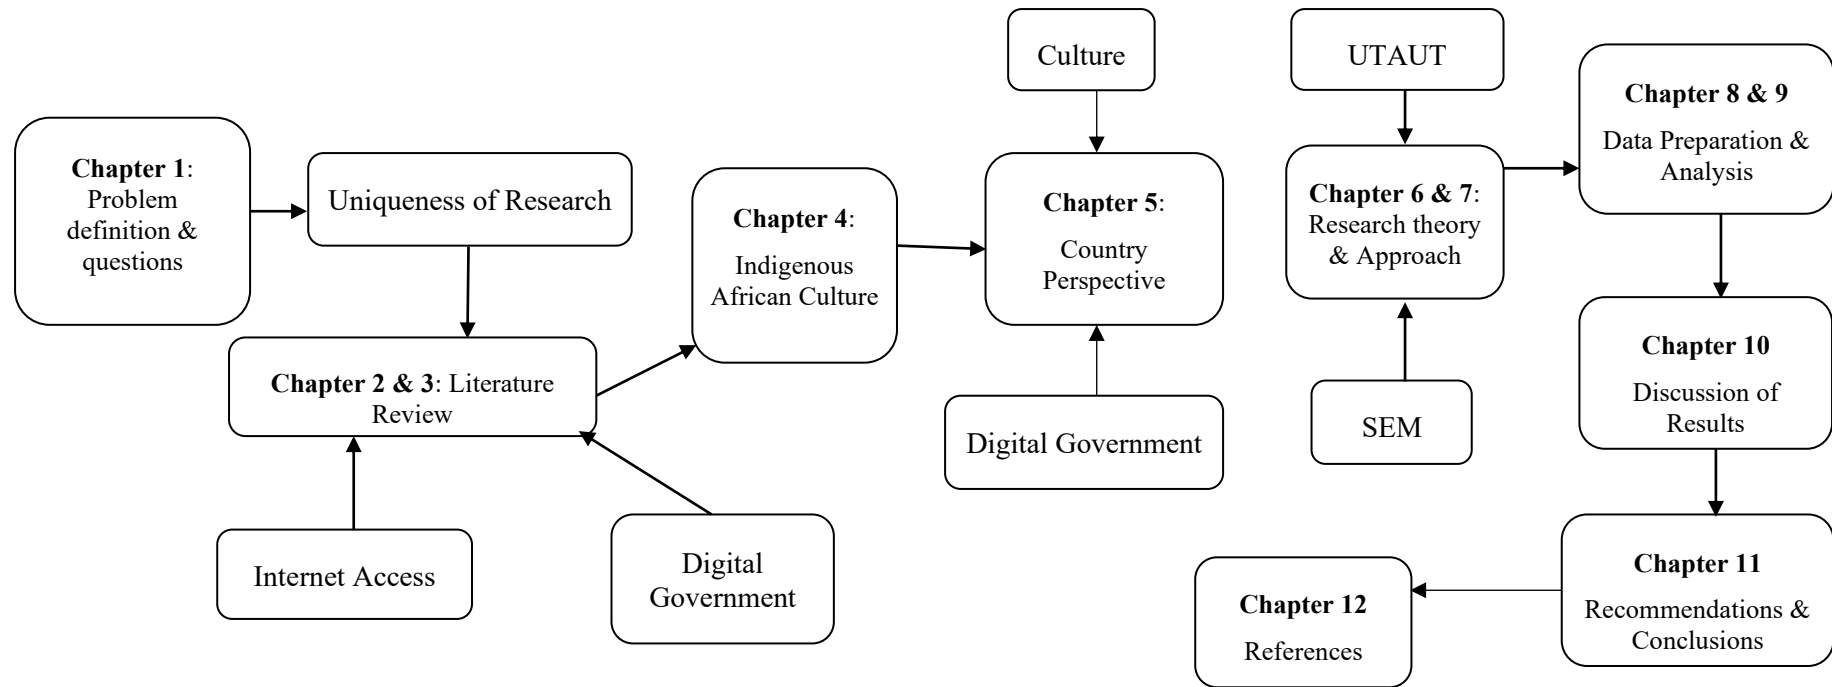 Chapter 1:
Problem
definition &
questions
Uniqueness of Research
Chapter 2 & 3: Literature
Review
Internet Access
Digital
Government
Chapter 4:
Indigenous
African Culture
Culture
Chapter 5:
Country
Perspective
Digital Government
UTAUT
Chapter 6 & 7:
Research theory
& Approach
SEM
Chapter 8 & 9
Data Preparation &
Analysis
Chapter 10
Discussion of
Results
Chapter 11
Recommendations &
Conclusions
Chapter 12
References